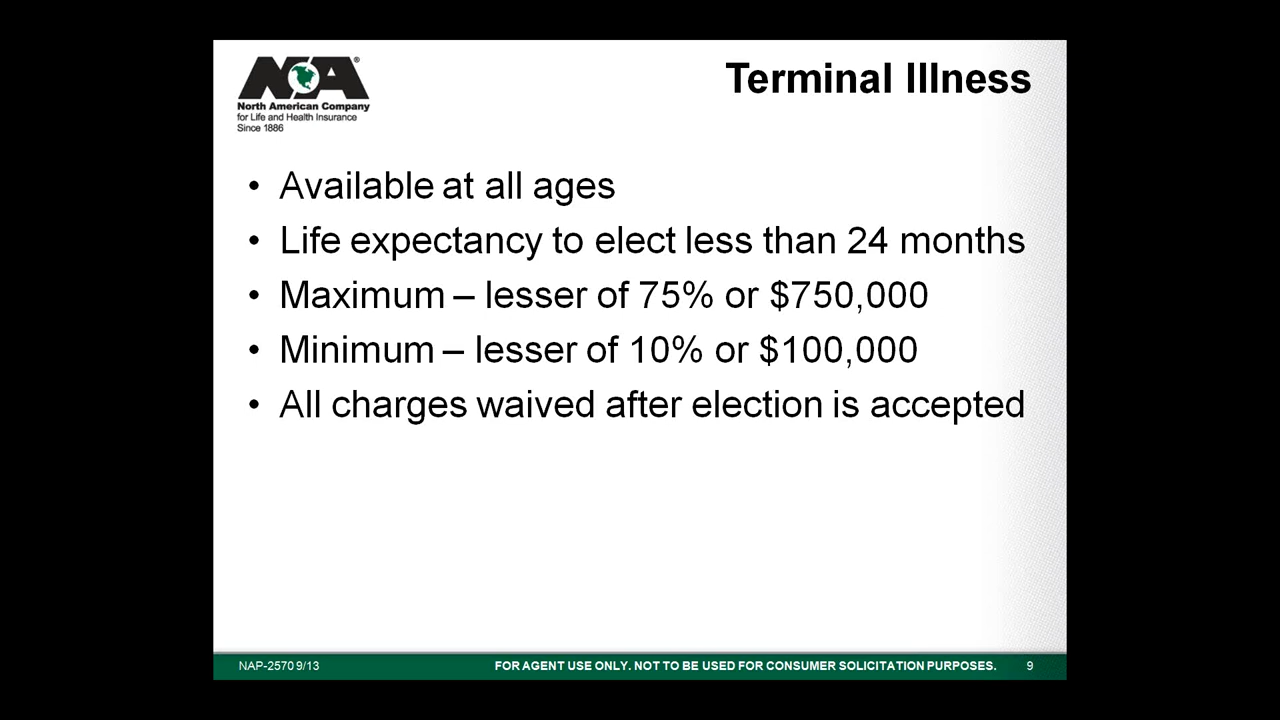 NA®
North American Company
for Life and Health Insurance
Since 1886
Terminal Illness
• Available at all ages
• Life expectancy to elect less than 24 months
• Maximum – lesser of 75% or $750,000
• Minimum – lesser of 10% or $100,000
• All charges waived after election is accepted
NAP-2570 9/13 FOR AGENT USE ONLY. NOT TO BE USED FOR CONSUMER SOLICITATION PURPOSES. 9